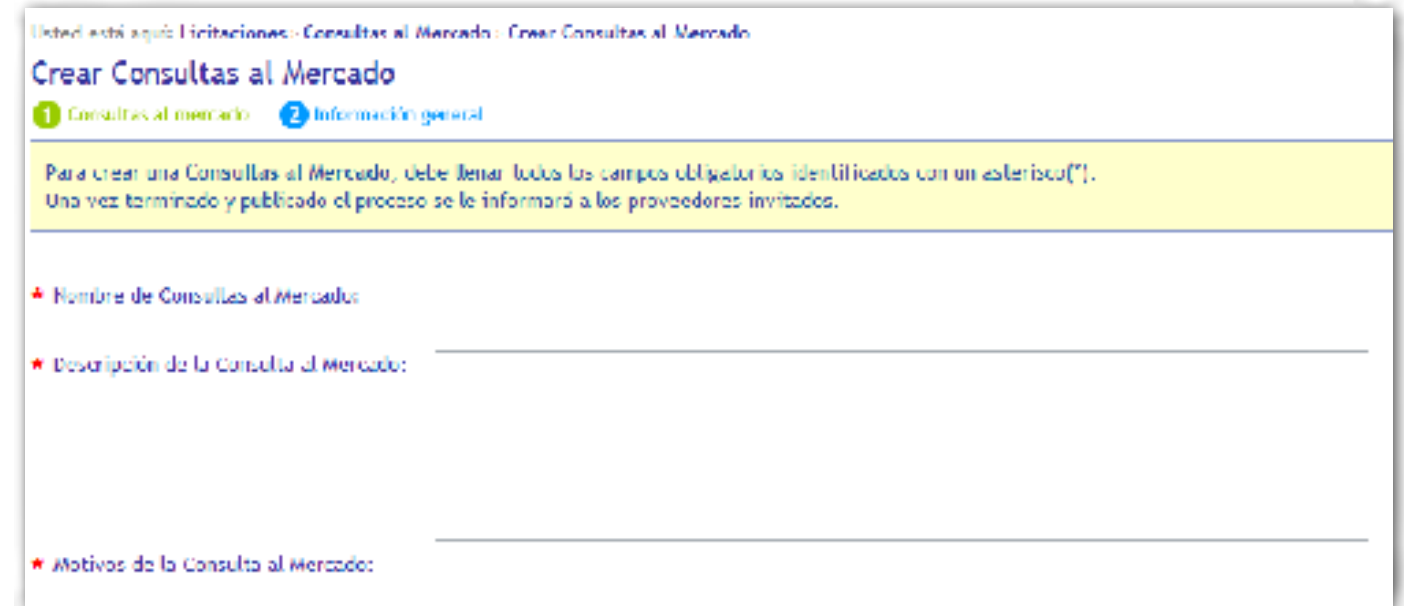 Usted está aquí: Licitaciones > Consultas al Mercado > Crear Consultas al Mercado
Crear Consultas al Mercado
1 Consultas al mercado 2 Información general
Para crear una Consultas al Mercado, debe llenar todos los campos obligatorios identificados con un asterisco(*).
Una vez terminado y publicado el proceso se le informará a los proveedores invitados.
* Nombre de Consultas al Mercado:
* Descripción de la Consulta al Mercado:
* Motivos de la Consulta al Mercado: